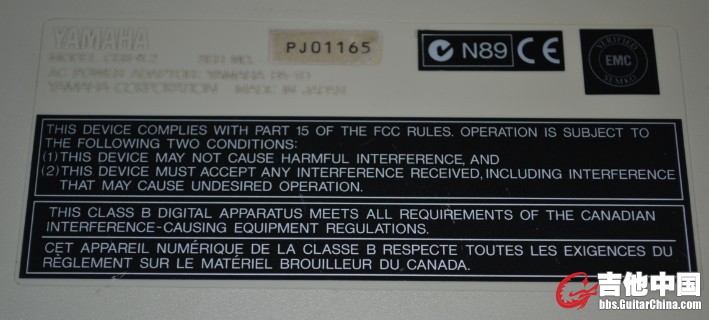 YAMAHA
MODEL SER NO. PJ01165
AC POWER ADAPTOR: YAMAHA
YAMAHA CORPORATION MADE IN JAPAN
N89 CE
VERIFIED
EMC
SEMKO
THIS DEVICE COMPLIES WITH PART 15 OF THE FCC RULES. OPERATION IS SUBJECT TO
THE FOLLOWING TWO CONDITIONS:
(1) THIS DEVICE MAY NOT CAUSE HARMFUL INTERFERENCE, AND
(2) THIS DEVICE MUST ACCEPT ANY INTERFERENCE RECEIVED, INCLUDING INTERFERENCE
THAT MAY CAUSE UNDESIRED OPERATION.
THIS CLASS B DIGITAL APPARATUS MEETS ALL REQUIREMENTS OF THE CANADIAN
INTERFERENCE-CAUSING EQUIPMENT REGULATIONS.
CET APPAREIL NUMÉRIQUE DE LA CLASSE B RESPECTE TOUTES LES EXIGENCES DU
RÈGLEMENT SUR LE MATÉRIEL BROUILLEUR DU CANADA.
吉他中国
bbs.GuitarChina.com